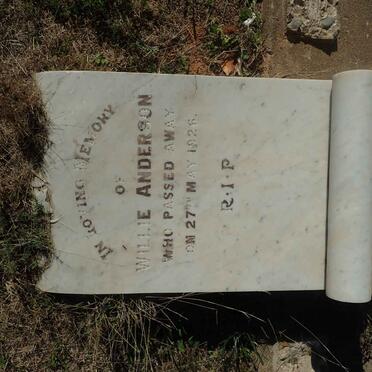 IN LOVING MEMORY
OF
WILLIE ANDERSON
WHO PASSED AWAY
ON 27TH MAY 1926.
R·I·P